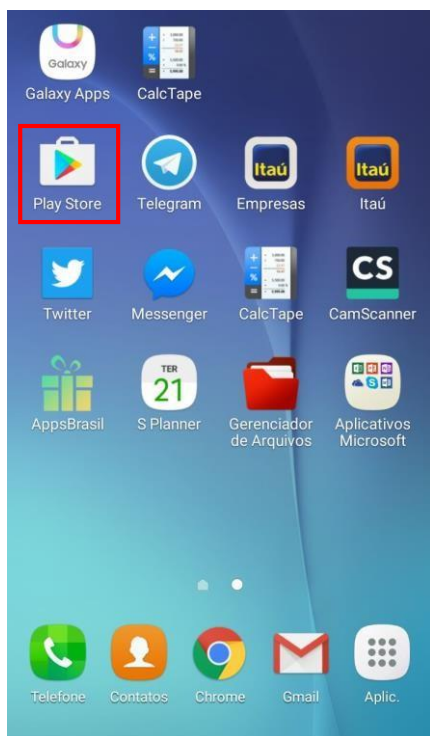 Galaxy
Galaxy Apps
CalcTape
Play Store
Telegram
Itaú
Empresas
Itaú
Itaú
Twitter
Messenger
CalcTape
CS
CamScanner
AppsBrasil
TER
21
S Planner
Gerenciador
de Arquivos
Aplicativos
Microsoft
Telefone
Contatos
Chrome
Gmail
Aplic.